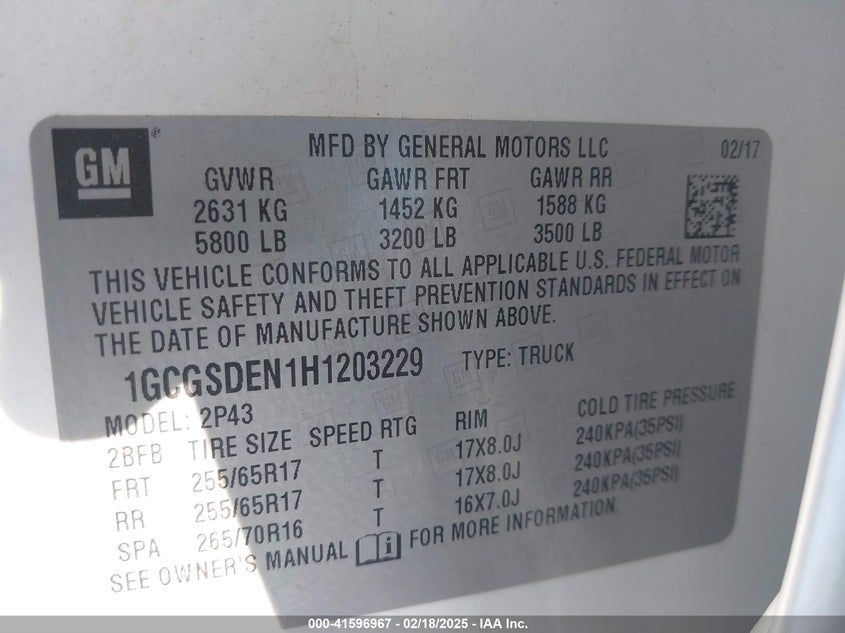 GM®
MFD BY GENERAL MOTORS LLC 02/17
GVWR GAWR FRT GAWR RR
2631 KG 1452 KG 1588 KG
5800 LB 3200 LB 3500 LB
THIS VEHICLE CONFORMS TO ALL APPLICABLE U.S. FEDERAL MOTOR
VEHICLE SAFETY AND THEFT PREVENTION STANDARDS IN EFFECT ON
THE DATE OF MANUFACTURE SHOWN ABOVE.
1GCGSDEN1H1203229 TYPE: TRUCK
MODEL: 2P43
2BFB TIRE SIZE SPEED RTG RIM COLD TIRE PRESSURE
FRT 255/65R17 T 17X8.0J 240KPA(35PSI)
RR 255/65R17 T 17X8.0J 240KPA(35PSI)
SPA 265/70R16 T 16X7.0J 240KPA(35PSI)
SEE OWNER'S MANUAL FOR MORE INFORMATION.
000-41596967 - 02/18/2025 - IAA Inc.